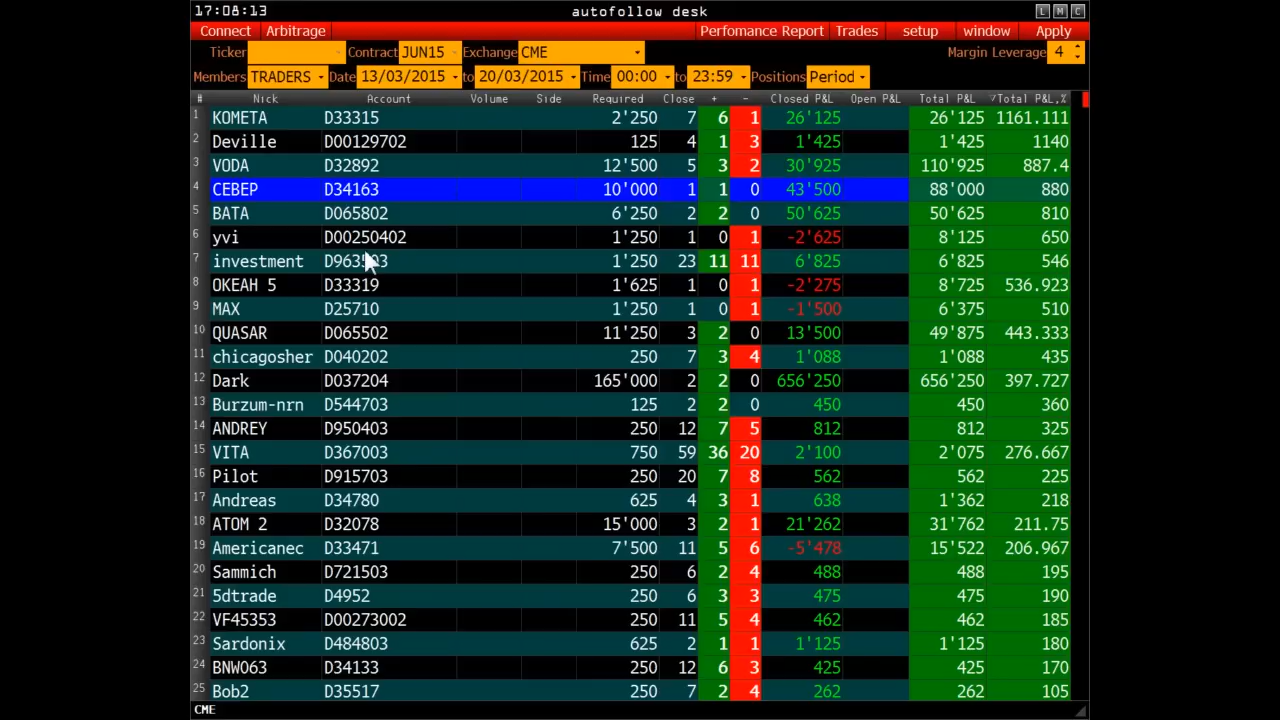 17:08:13 autofollow desk L M C
Connect Arbitrage Perfomance Report Trades setup window Apply
Ticker Contract JUN15 Exchange CME Margin Leverage 4
Members TRADERS Date 13/03/2015 to 20/03/2015 Time 00:00 to 23:59 Positions Period
# Nick Account Volume Side Required Close + - Closed P&L Open P&L Total P&L ▽Total P&L,%
1 KOMETA D33315 2'250 7 6 1 26'125 26'125 1161.111
2 Deville D00129702 125 4 1 3 1'425 1'425 1140
3 VODA D32892 12'500 5 3 2 30'925 110'925 887.4
4 CEBEP D34163 10'000 1 1 0 43'500 88'000 880
5 BATA D065802 6'250 2 2 0 50'625 50'625 810
6 yvi D00250402 1'250 1 0 1 -2'625 8'125 650
7 investment 1'250 23 11 11 6'825 6'825 546
8 OKEAH 5 D33319 1'625 1 0 1 -2'275 8'725 536.923
9 MAX D25710 1'250 1 0 1 -1'500 6'375 510
10 QUASAR D065502 11'250 3 2 0 13'500 49'875 443.333
11 chicagosher D040202 250 7 3 4 1'088 1'088 435
12 Dark D037204 165'000 2 2 0 656'250 656'250 397.727
13 Burzum-nrn D544703 125 2 2 0 450 450 360
14 ANDREY D950403 250 12 7 5 812 812 325
15 VITA D367003 750 59 36 20 2'100 2'075 276.667
16 Pilot D915703 250 20 7 8 562 562 225
17 Andreas D34780 625 4 3 1 638 1'362 218
18 ATOM 2 D32078 15'000 3 2 1 21'262 31'762 211.75
19 Americanec D33471 7'500 11 5 6 -5'478 15'522 206.967
20 Sammich D721503 250 6 2 4 488 488 195
21 5dtrade D4952 250 6 3 3 475 475 190
22 VF45353 D00273002 250 11 5 4 462 462 185
23 Sardonix D484803 625 2 1 1 1'125 1'125 180
24 BNW063 D34133 250 12 6 3 425 425 170
25 Bob2 D35517 250 7 2 4 262 262 105
CME